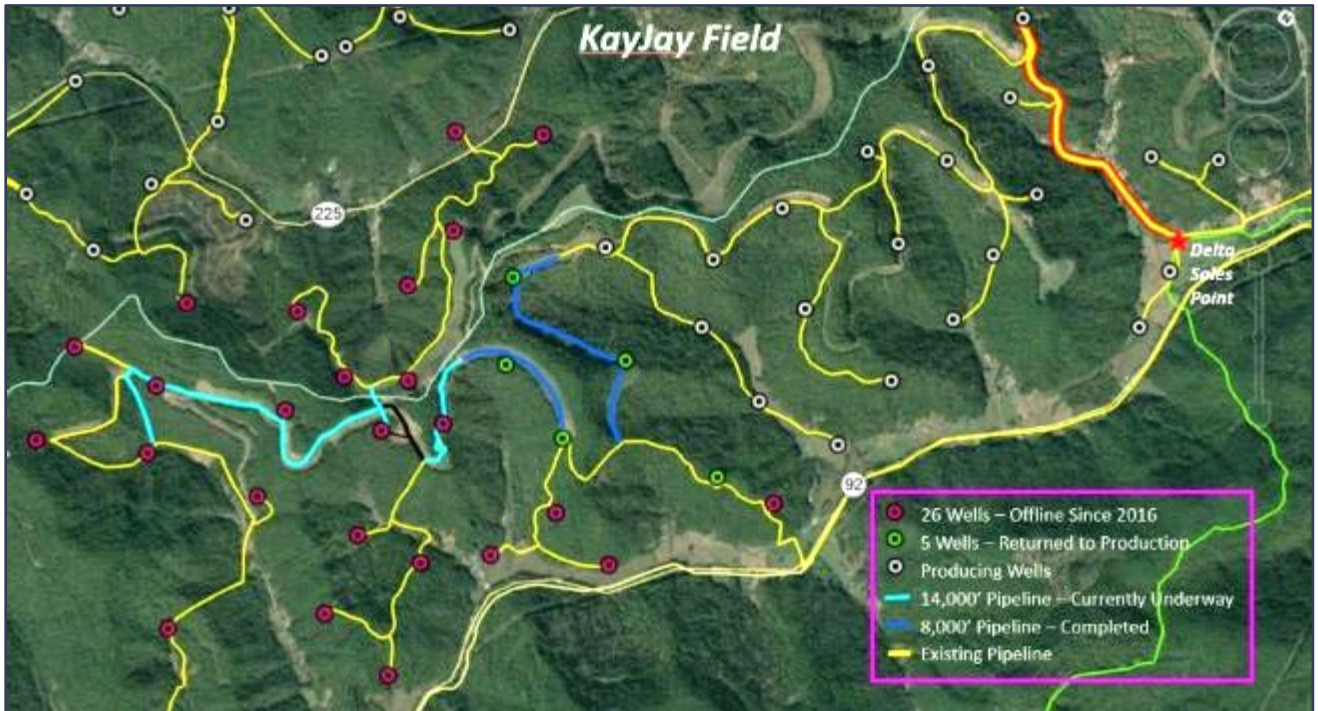 KayJay Field
225
Delta
Sales
Point
92
26 Wells – Offline Since 2016
5 Wells – Returned to Production
Producing Wells
14,000' Pipeline – Currently Underway
8,000' Pipeline – Completed
Existing Pipeline